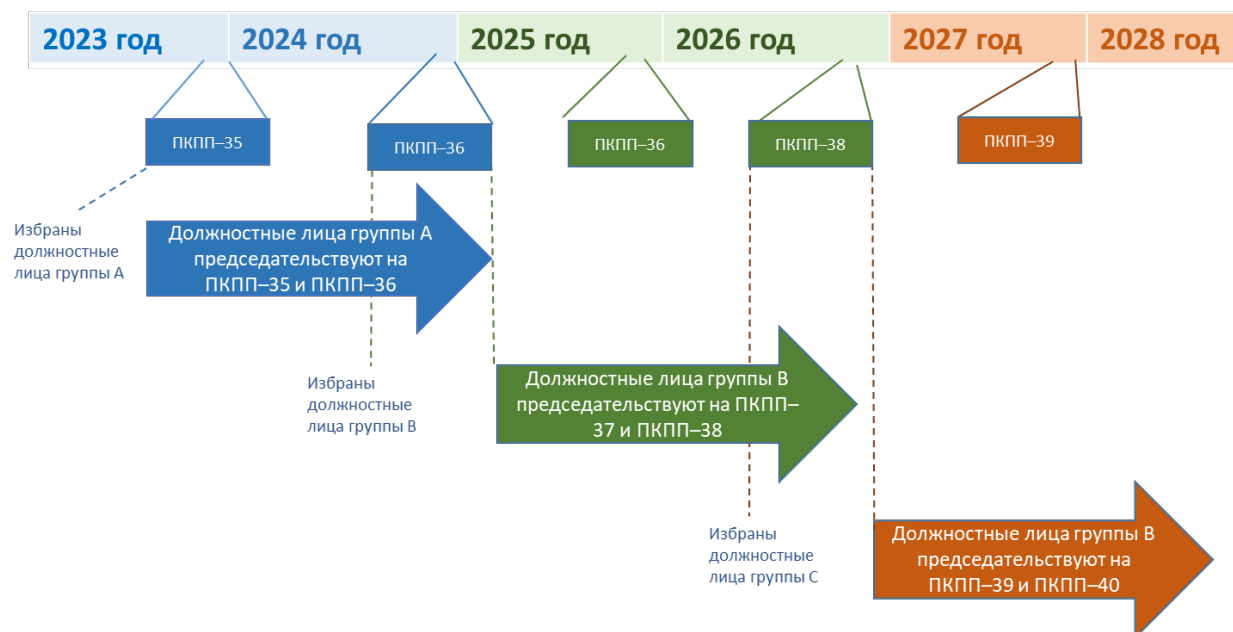 2023 год
2024 год
2025 год
2026 год
2027 год
2028 год
ПКПП–35
ПКПП–36
ПКПП–36
ПКПП–38
ПКПП–39
Избраны
должностные
лица группы А
Должностные лица группы А
председательствуют на
ПКПП–35 и ПКПП–36
Избраны
должностные
лица группы В
Должностные лица группы В
председательствуют на ПКПП–
37 и ПКПП–38
Избраны
должностные
лица группы С
Должностные лица группы В
председательствуют на
ПКПП–39 и ПКПП–40